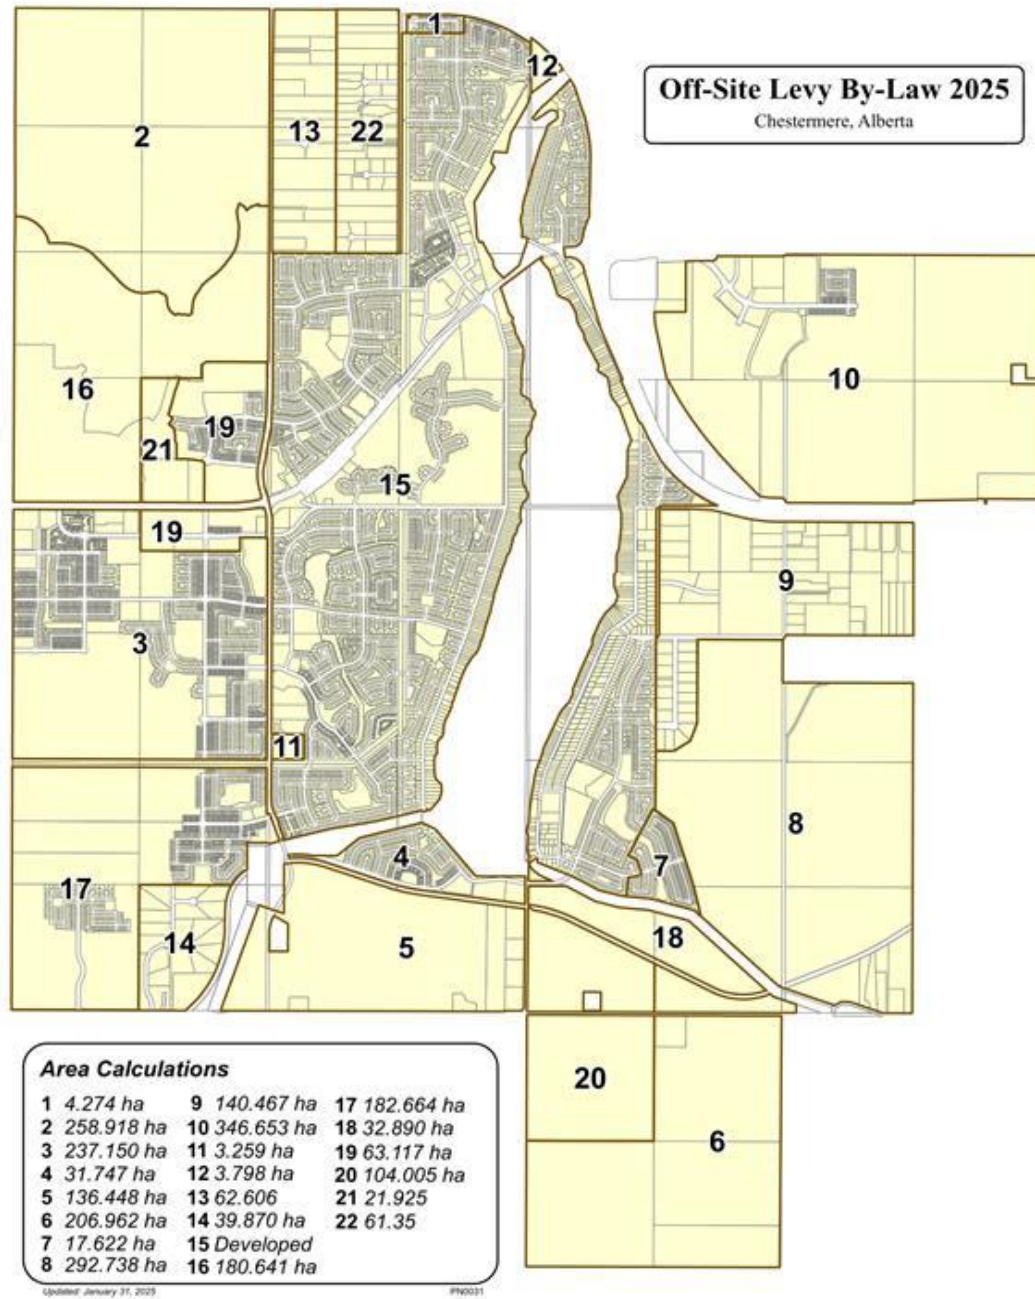 1
12
Off-Site Levy By-Law 2025
Chestermere, Alberta
2
13
22
16
10
19
21
15
19
9
3
11
8
4
7
17
14
18
5
20
6
Area Calculations
1 4.274 ha
2 258.918 ha
3 237.150 ha
4 31.747 ha
5 136.448 ha
6 206.962 ha
7 17.622 ha
8 292.738 ha
9 140.467 ha
10 346.653 ha
11 3.259 ha
12 3.798 ha
13 62.606
14 39.870 ha
15 Developed
16 180.641 ha
17 182.664 ha
18 32.890 ha
19 63.117 ha
20 104.005 ha
21 21.925
22 61.35
Updated: January 31, 2025
PN0031